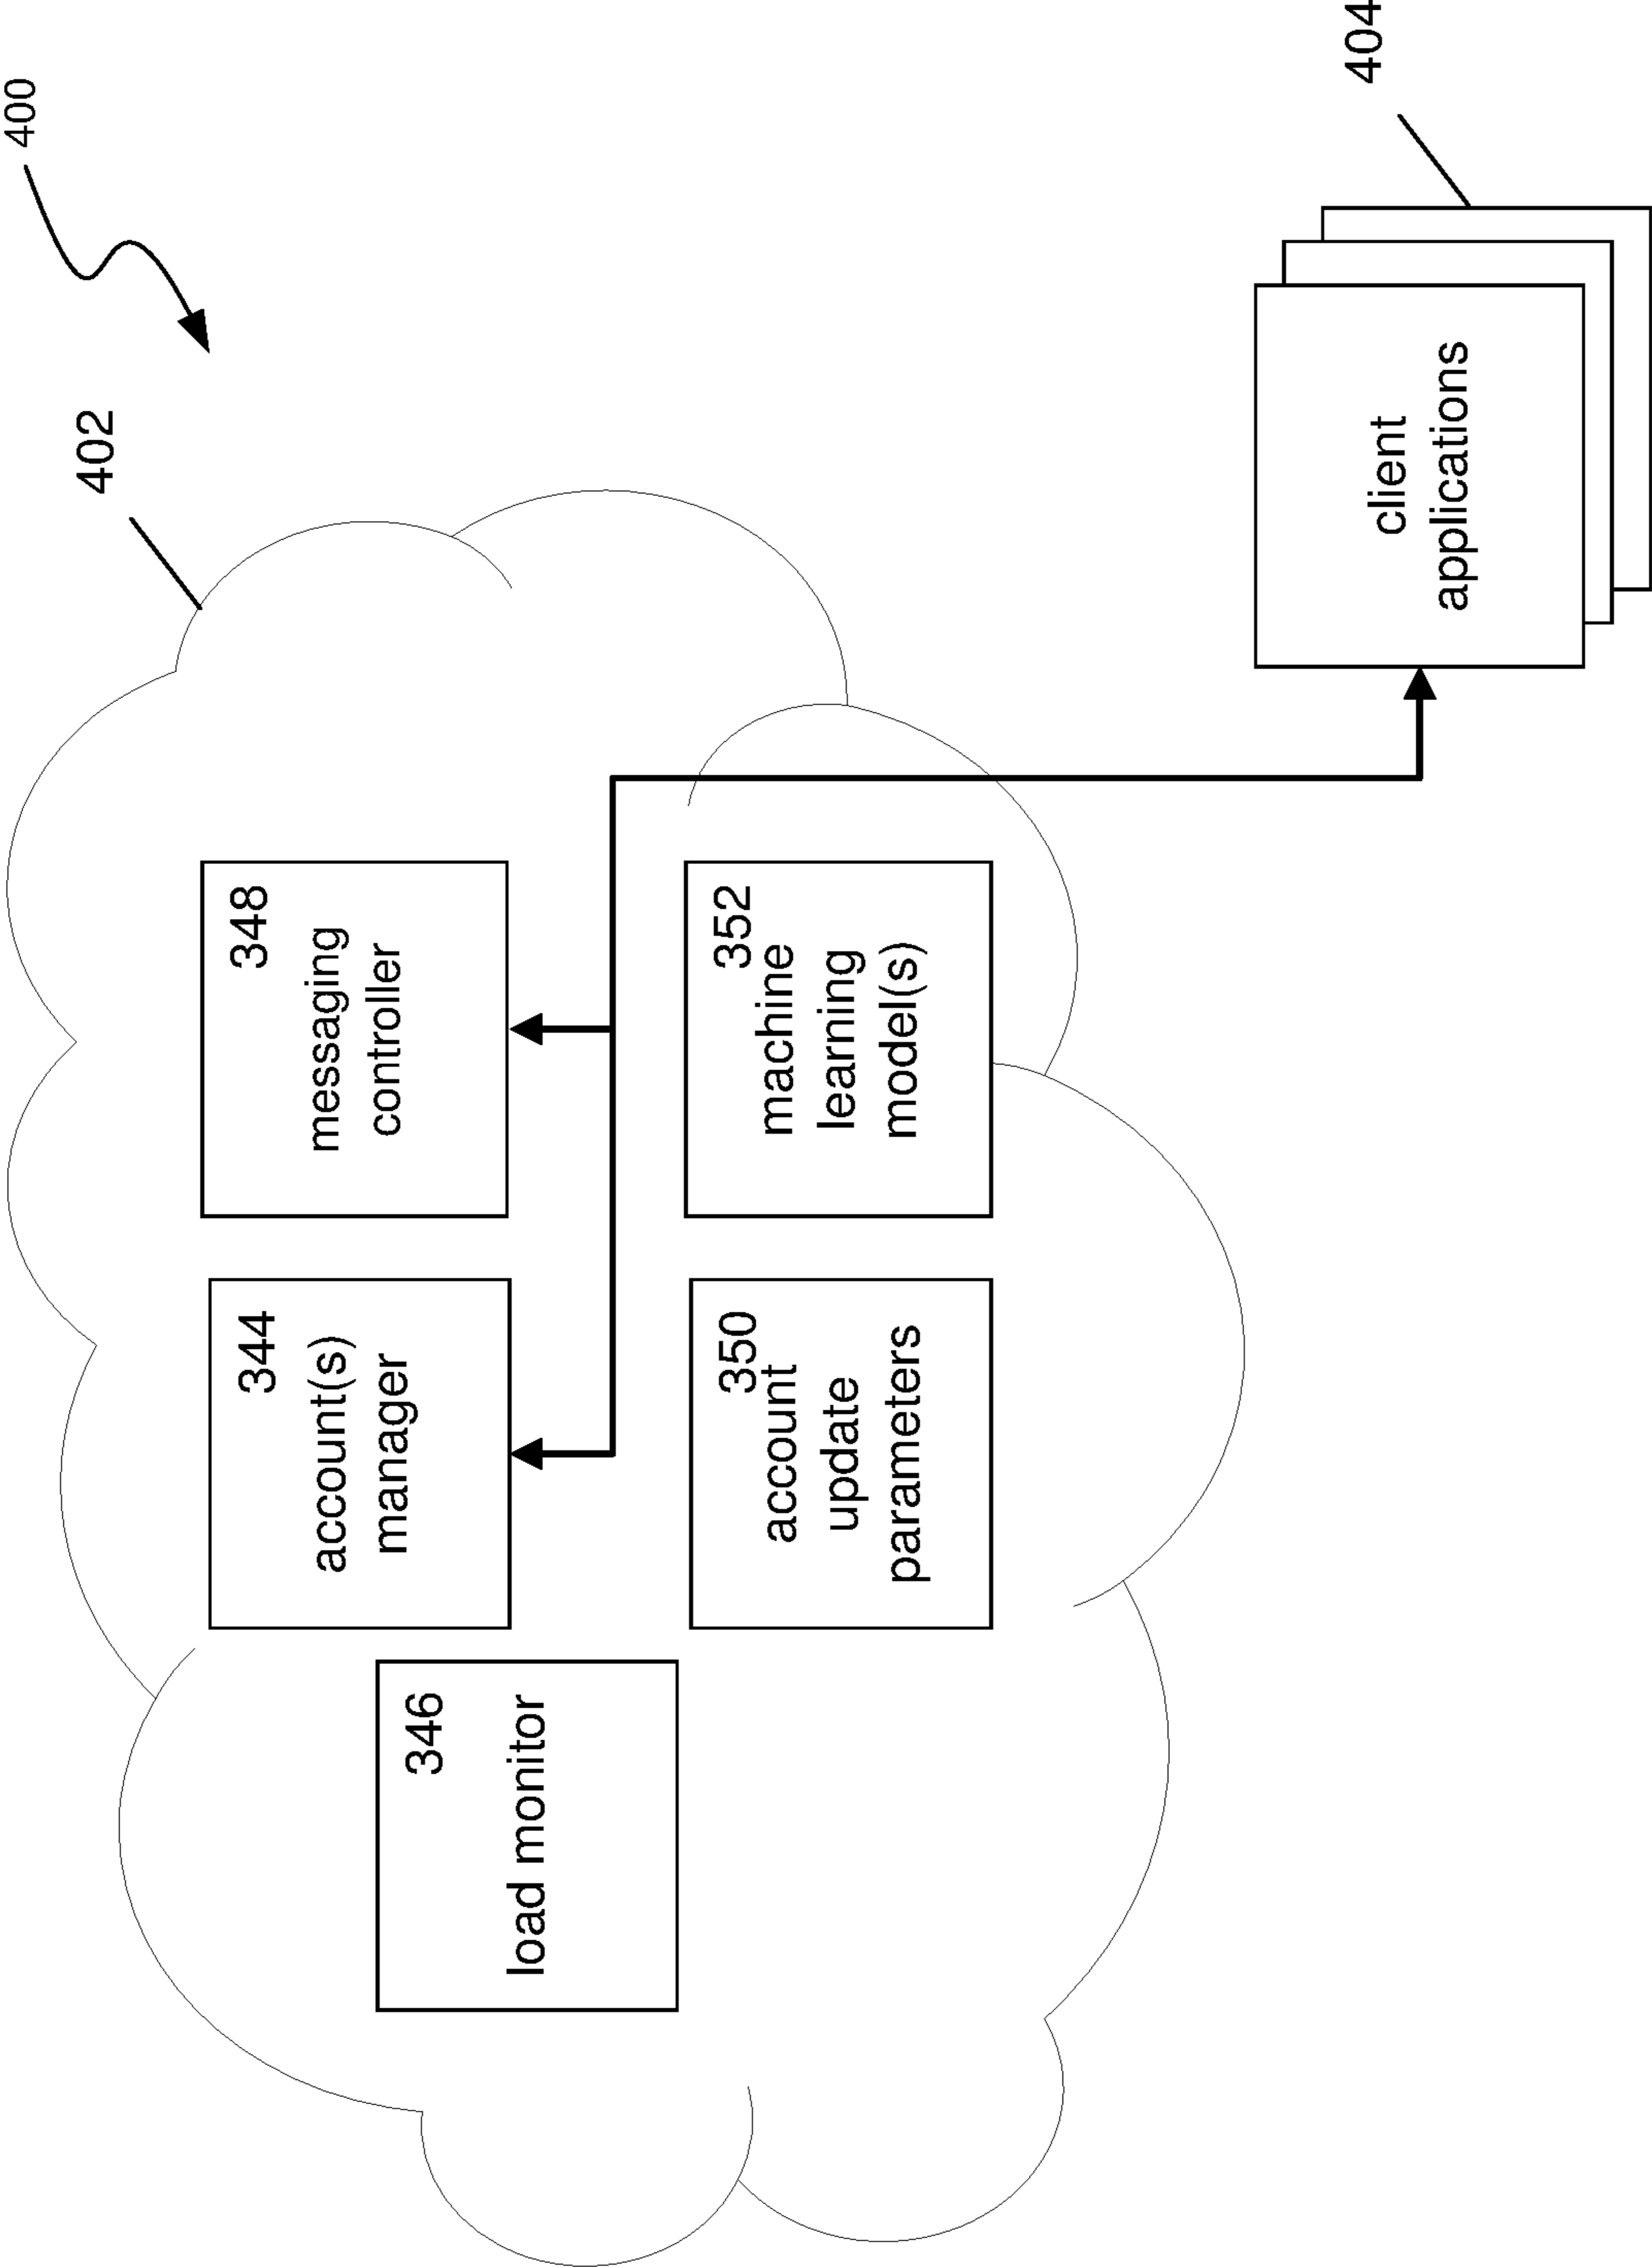 400
402
346
load monitor
344
account(s)
manager
348
messaging
controller
350
account
update
parameters
352
machine
learning
model(s)
404
client
applications